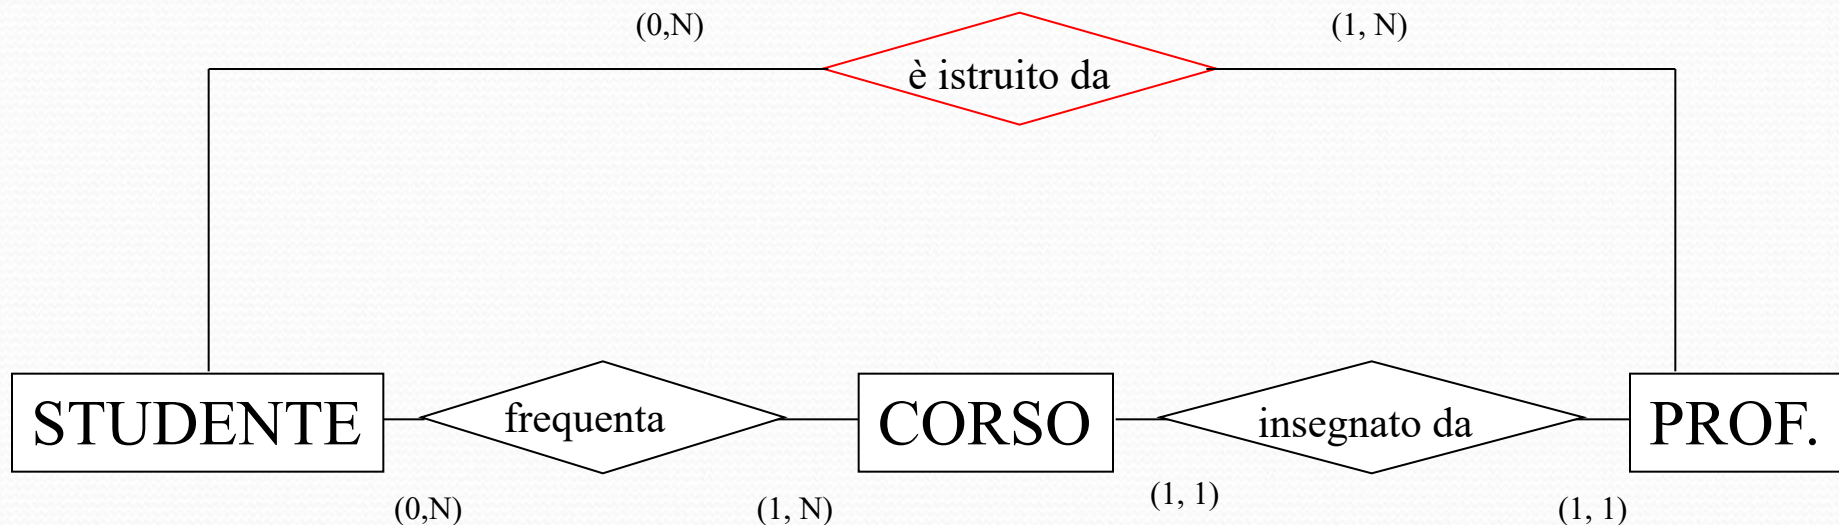 (0,N)
(1, N)
è istruito da
STUDENTE
frequenta
CORSO
insegnato da
PROF.
(0,N)
(1, N)
(1, 1)
(1, 1)